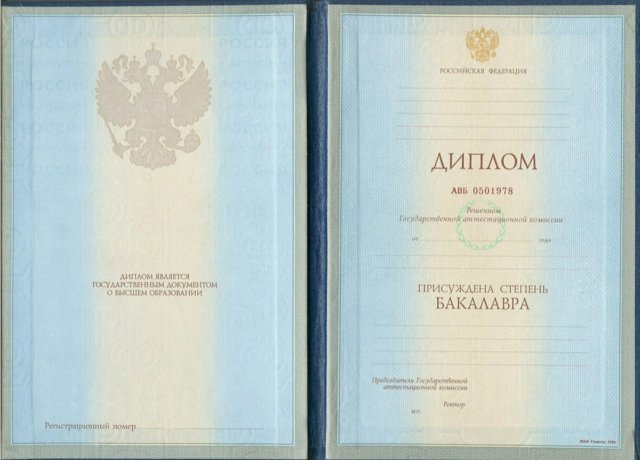 ДИПЛОМ ЯВЛЯЕТСЯ
ГОСУДАРСТВЕННЫМ ДОКУМЕНТОМ
О ВЫСШЕМ ОБРАЗОВАНИИ
Регистрационный номер
РОССИЙСКАЯ ФЕДЕРАЦИЯ
ДИПЛОМ
АВБ 0501978
Решением
Государственной аттестационной комиссии
от года
ПРИСУЖДЕНА СТЕПЕНЬ
БАКАЛАВРА
Председатель Государственной
аттестационной комиссии
Ректор
М.П.